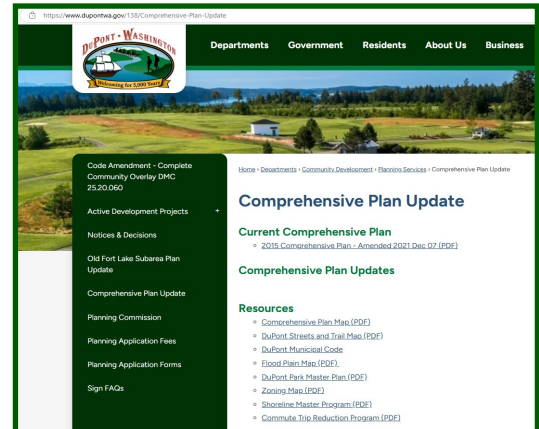 https://www.dupontwa.gov/138/Comprehensive-Plan-Update
DUPONT • WASHINGTON
Welcoming for 5,000 Years
Departments Government Residents About Us Business
Code Amendment - Complete
Community Overlay DMC
25.20.060
Active Development Projects +
Notices & Decisions
Old Fort Lake Subarea Plan
Update
Comprehensive Plan Update
Planning Commission
Planning Application Fees
Planning Application Forms
Sign FAQs
Home › Departments › Community Development › Planning Services › Comprehensive Plan Update
Comprehensive Plan Update
Current Comprehensive Plan
2015 Comprehensive Plan - Amended 2021 Dec 07 (PDF)
Comprehensive Plan Updates
Resources
Comprehensive Plan Map (PDF)
DuPont Streets and Trail Map (PDF)
DuPont Municipal Code
Flood Plain Map (PDF)
DuPont Park Master Plan (PDF)
Zoning Map (PDF)
Shoreline Master Program (PDF)
Commute Trip Reduction Program (PDF)